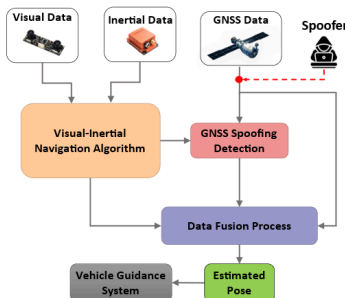 Visual Data
Inertial Data
GNSS Data
Spoofer
Visual-Inertial
Navigation Algorithm
GNSS Spoofing
Detection
Data Fusion Process
Vehicle Guidance
System
Estimated
Pose